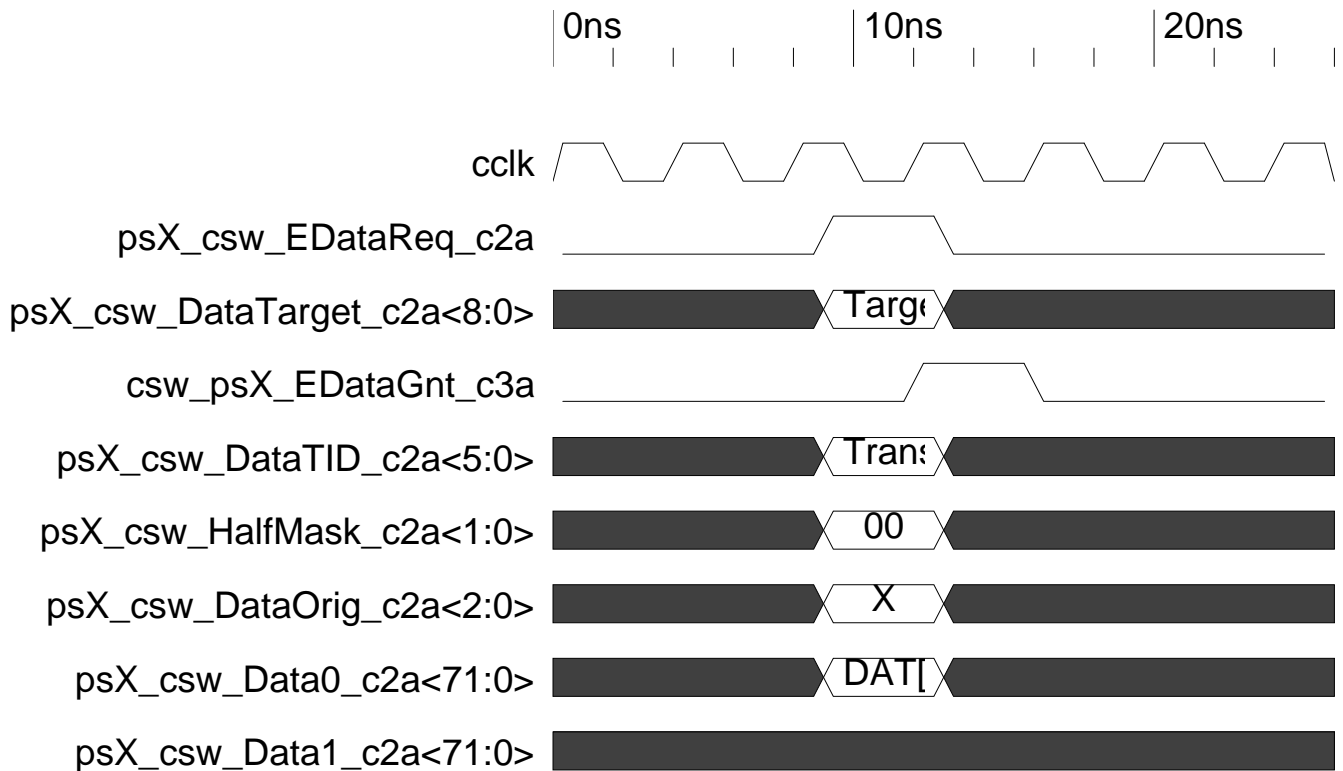 0ns 10ns 20ns
cclk
psX_csw_EDataReq_c2a
psX_csw_DataTarget_c2a<8:0> Targe
csw_psX_EDataGnt_c3a
psX_csw_DataTID_c2a<5:0> Trans
psX_csw_HalfMask_c2a<1:0> 00
psX_csw_DataOrig_c2a<2:0> X
psX_csw_Data0_c2a<71:0> DAT[
psX_csw_Data1_c2a<71:0>